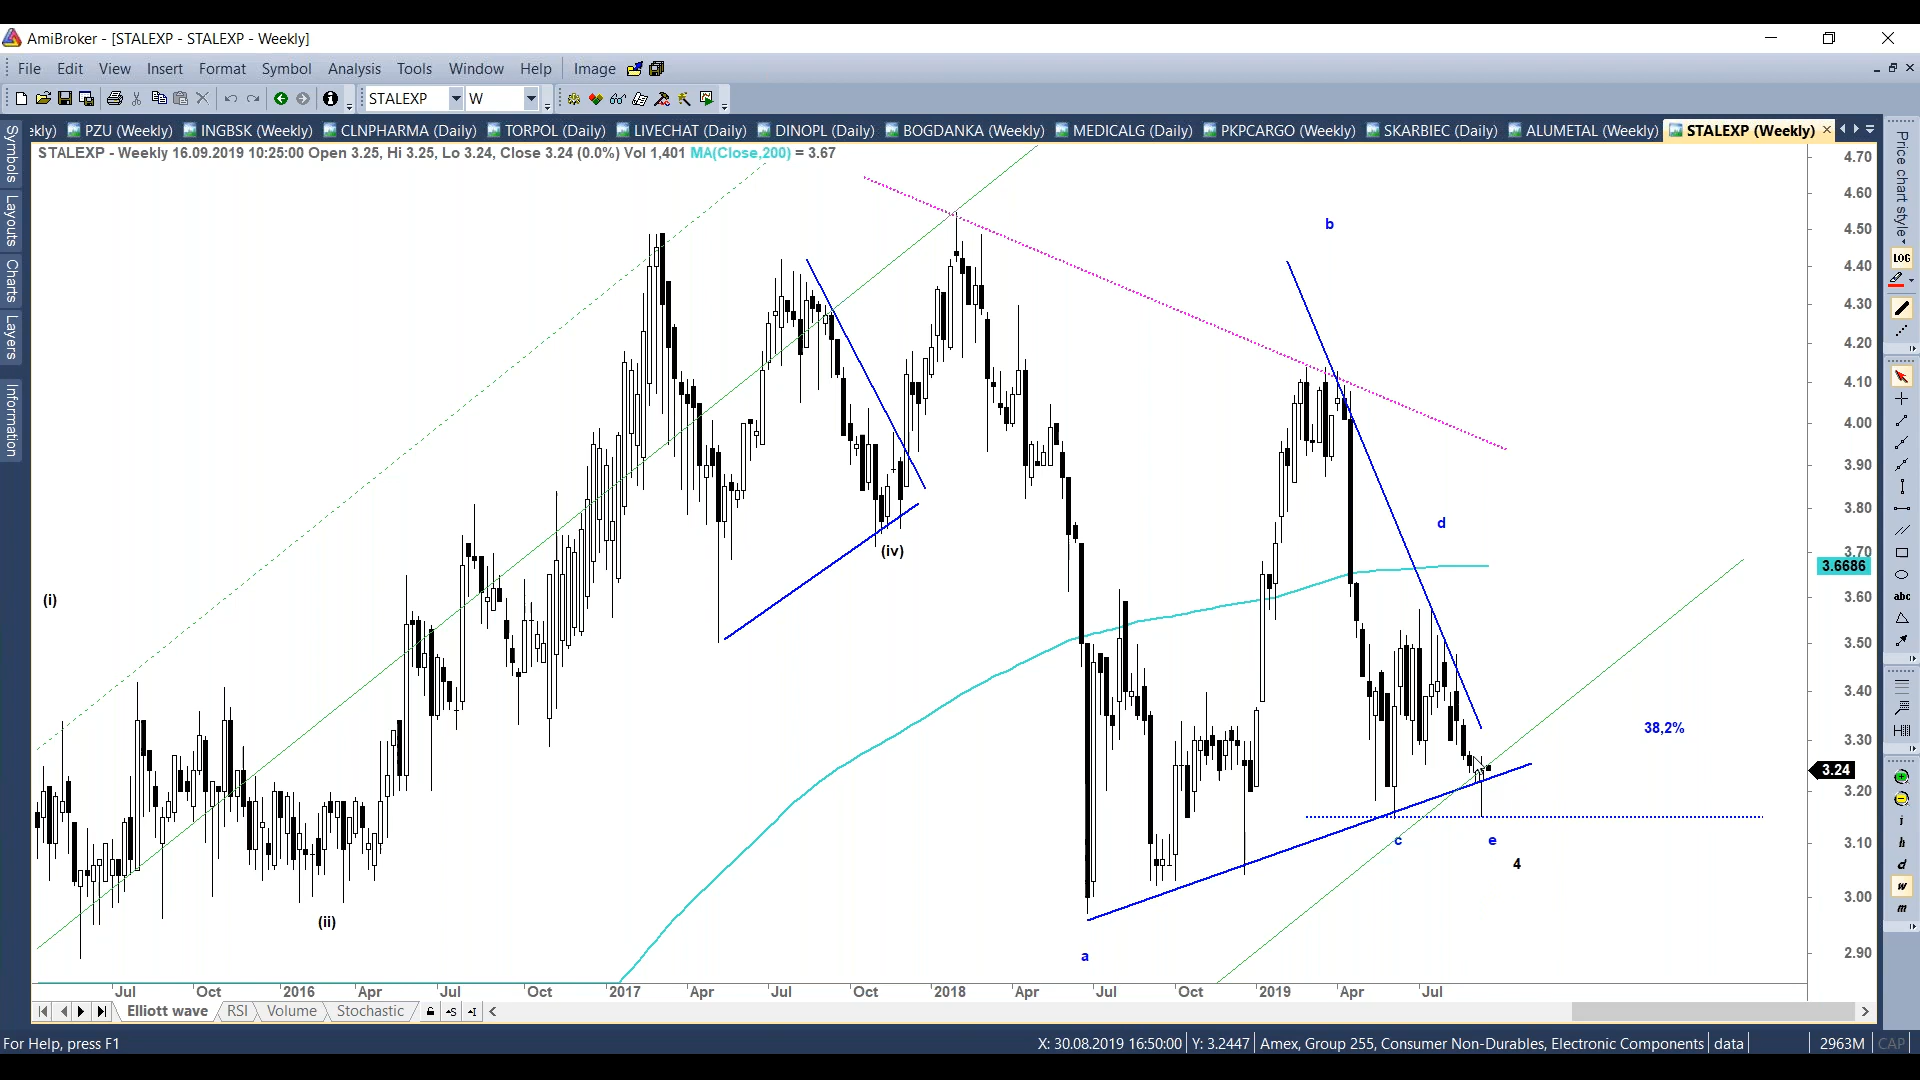 AmiBroker - [STALEXP - STALEXP - Weekly]
File Edit View Insert Format Symbol Analysis Tools Window Help Image
STALEXP W
kly) PZU (Weekly) INGBSK (Weekly) CLNPHARMA (Daily) TORPOL (Daily) LIVECHAT (Daily) DINOPL (Daily) BOGDANKA (Weekly) MEDICALG (Daily) PKPCARGO (Weekly) SKARBIEC (Daily) ALUMETAL (Weekly) STALEXP (Weekly)
STALEXP - Weekly 16.09.2019 10:25:00 Open 3.25, Hi 3.25, Lo 3.24, Close 3.24 (0.0%) Vol 1,401 MA(Close,200) = 3.67
Symbols
Layouts
Charts
Layers
Information
4.70
4.60
4.50
4.40
4.30
4.20
4.10
4.00
3.90
3.80
3.70
3.6686
3.60
3.50
3.40
3.30
3.24
3.20
3.10
3.00
2.90
Price chart style
LOG
abc
i
h
d
w
m
b
d
(iv)
(i)
38,2%
c
e
4
(ii)
a
Jul Oct 2016 Apr Jul Oct 2017 Apr Jul Oct 2018 Apr Jul Oct 2019 Apr Jul
Elliott wave RSI Volume Stochastic
For Help, press F1
X: 30.08.2019 16:50:00 Y: 3.2447 Amex, Group 255, Consumer Non-Durables, Electronic Components data 2963M CAP